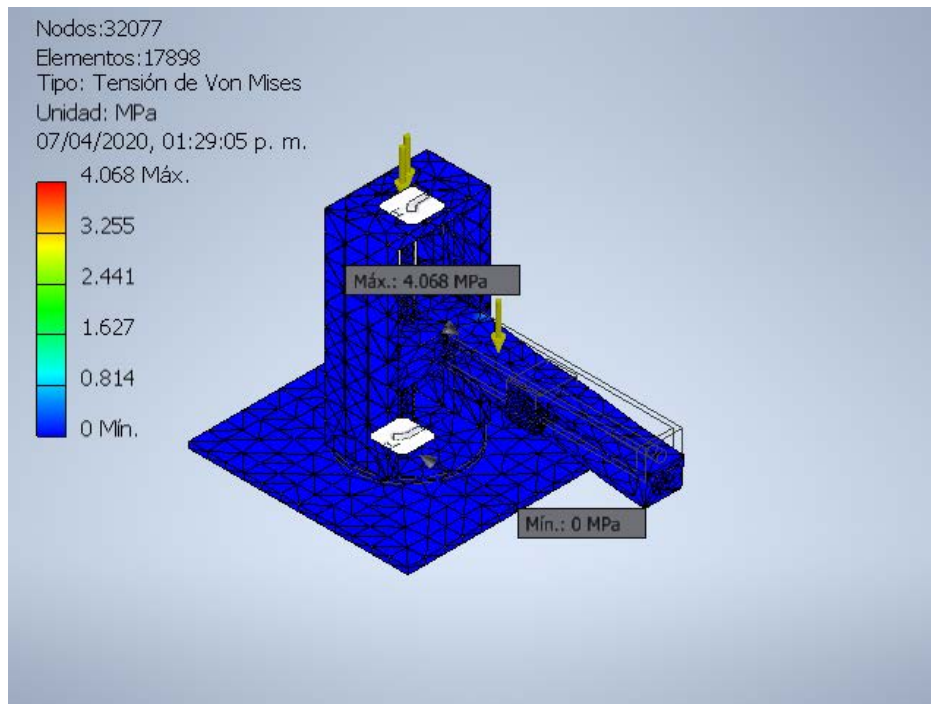 Nodos:32077
Elementos:17898
Tipo: Tensión de Von Mises
Unidad: MPa
07/04/2020, 01:29:05 p. m.
4.068 Máx.
3.255
2.441
1.627
0.814
0 Mín.
Máx.: 4.068 MPa
Mín.: 0 MPa